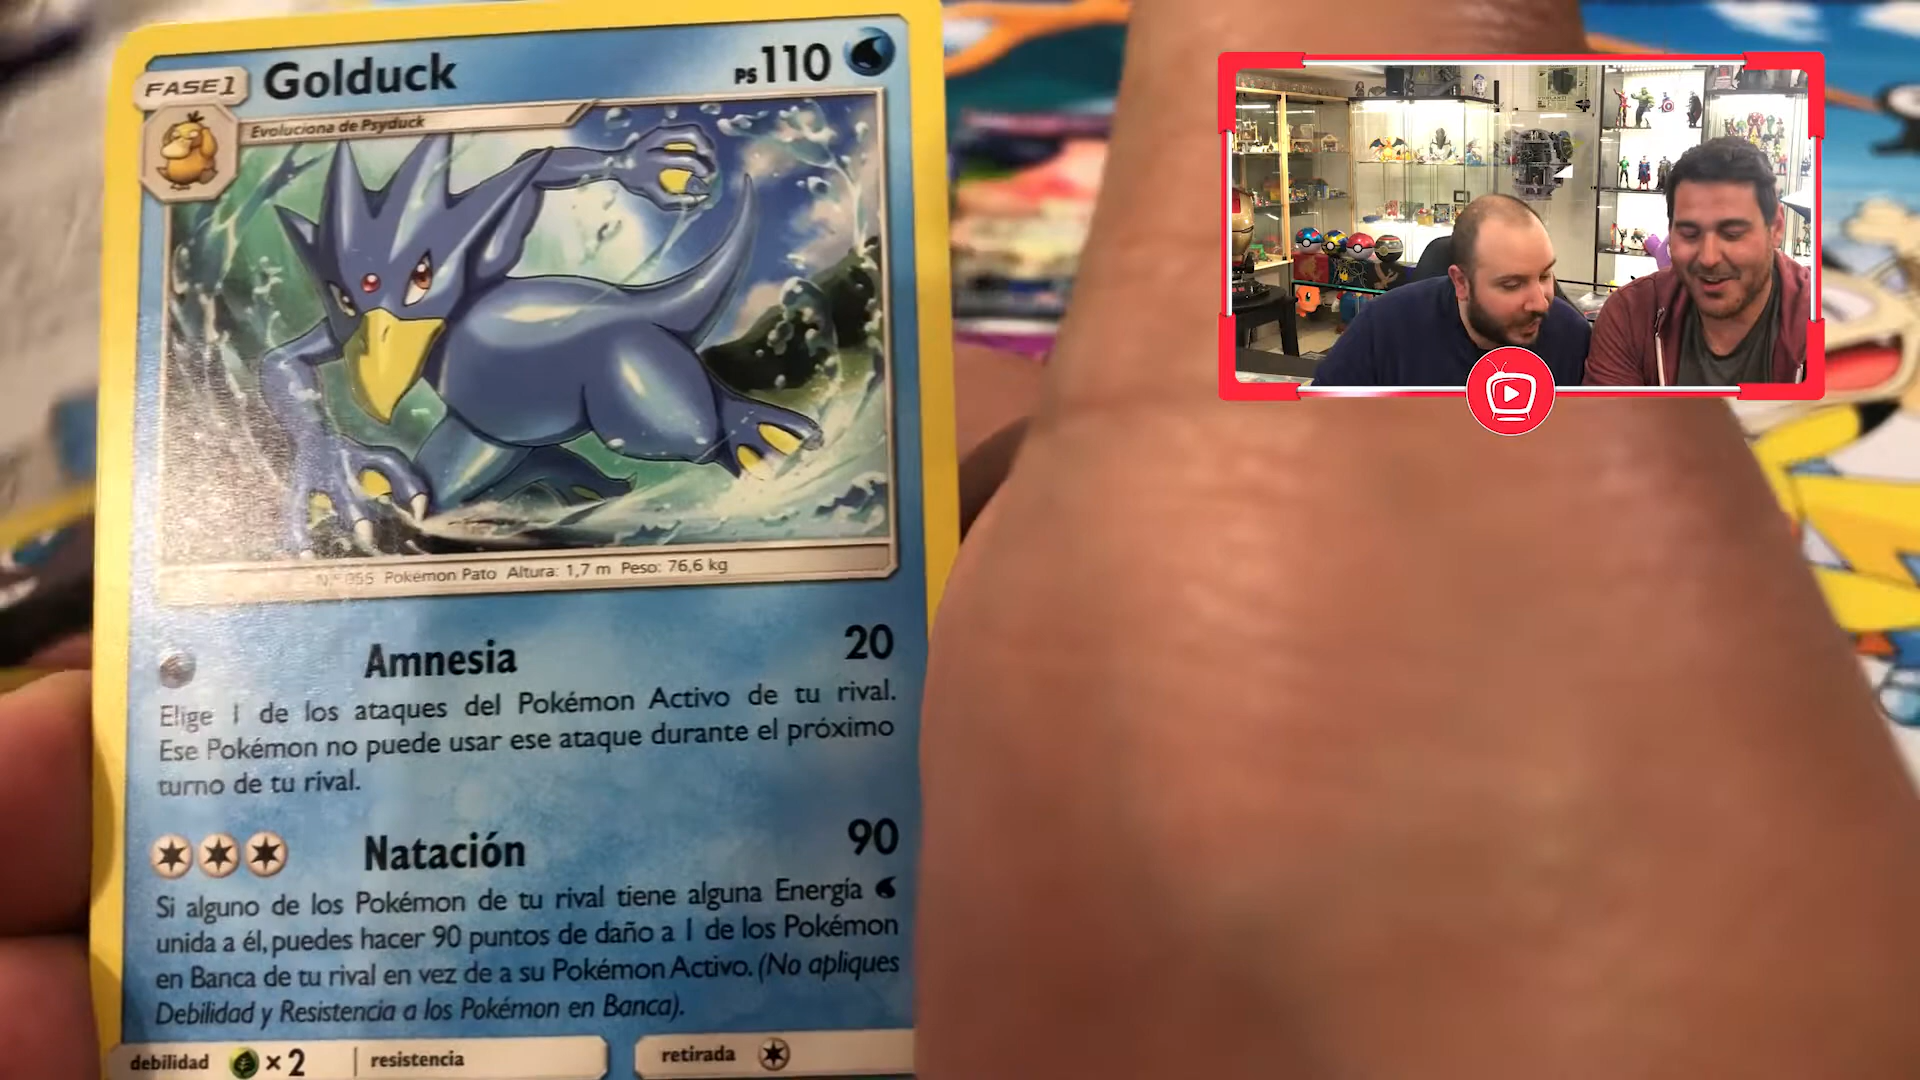 FASE 1
Golduck
PS 110
Evoluciona de Psyduck
N.º 055 Pokémon Pato Altura: 1,7 m Peso: 76,6 kg
Amnesia 20
Elige 1 de los ataques del Pokémon Activo de tu rival.
Ese Pokémon no puede usar ese ataque durante el próximo
turno de tu rival.
Natación 90
Si alguno de los Pokémon de tu rival tiene alguna Energía
unida a él, puedes hacer 90 puntos de daño a 1 de los Pokémon
en Banca de tu rival en vez de a su Pokémon Activo. (No apliques
Debilidad y Resistencia a los Pokémon en Banca).
debilidad × 2
resistencia
retirada